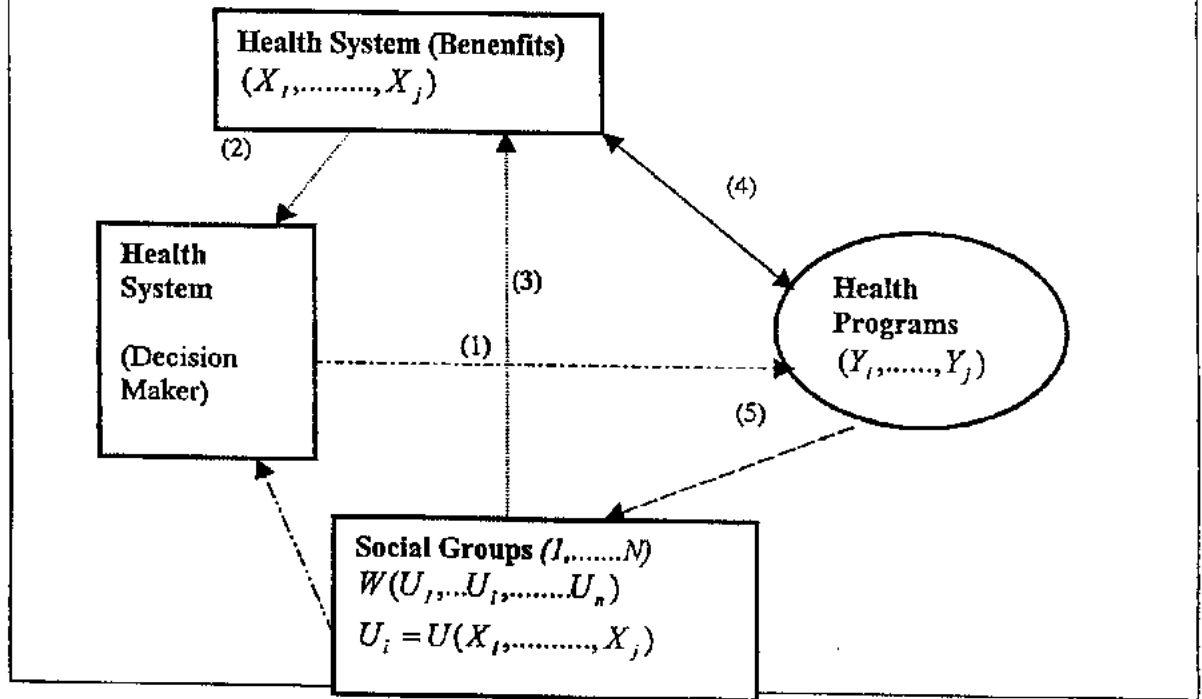 Health System (Benenfits)
(X₁,.........,Xⱼ)
(2)
(4)
Health
System
(Decision
Maker)
(3)
(1)
Health
Programs
(Yᵢ,......,Yⱼ)
(5)
Social Groups (1,.......N)
W(U₁,...Uᵢ,........Uₙ)
Uᵢ = U(X₁,..........,Xⱼ)